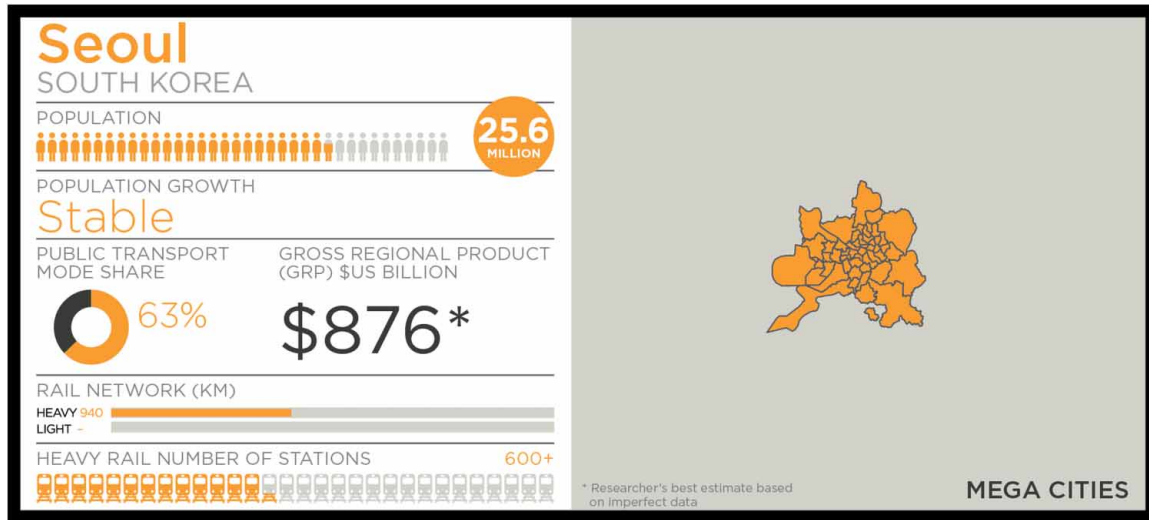 Seoul
SOUTH KOREA
POPULATION
25.6
MILLION
POPULATION GROWTH
Stable
PUBLIC TRANSPORT
MODE SHARE
63%
GROSS REGIONAL PRODUCT
(GRP) $US BILLION
$876*
RAIL NETWORK (KM)
HEAVY 940
LIGHT -
HEAVY RAIL NUMBER OF STATIONS 600+
* Researcher's best estimate based
on imperfect data
MEGA CITIES